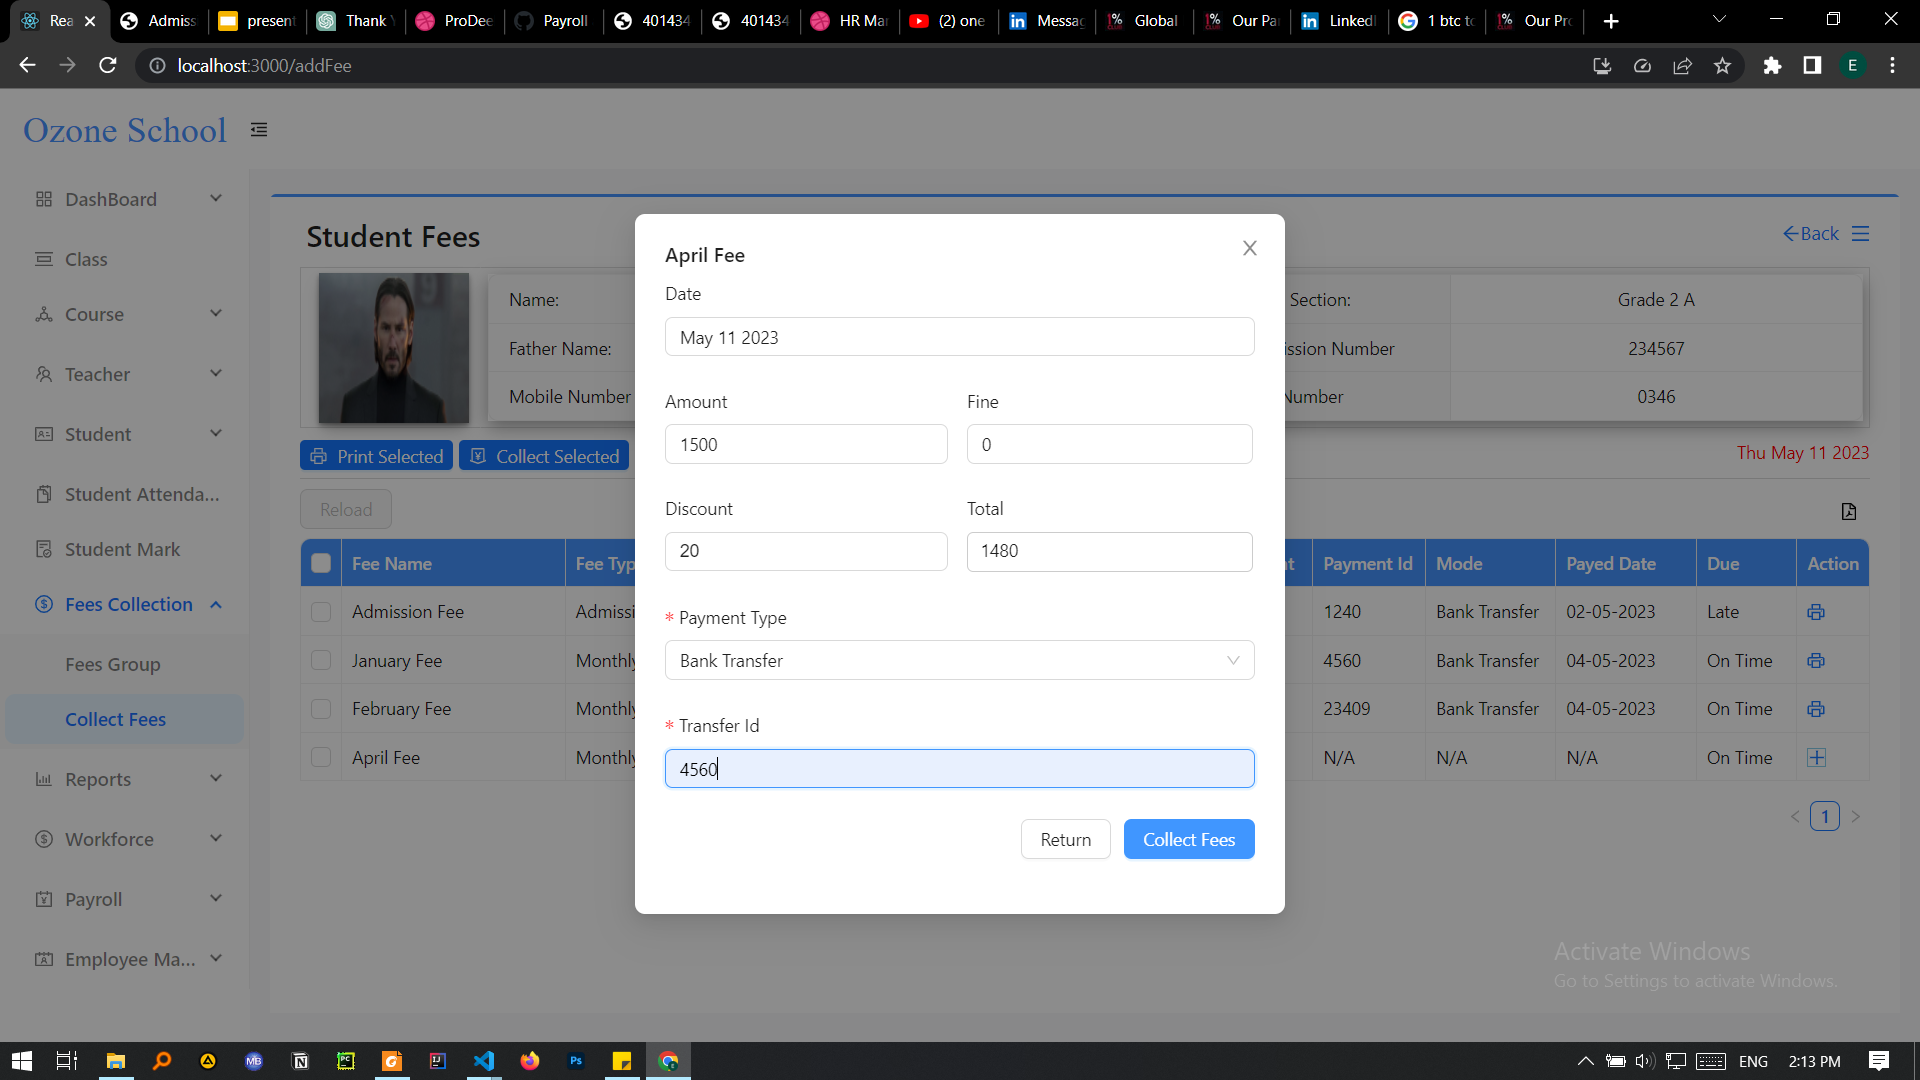 Rea
Admiss
present
Thank Y
ProDee
Payroll
401434
401434
HR Mar
(2) one
Messag
Global
Our Pa
LinkedI
1 btc to
Our Pro
localhost:3000/addFee
E
Ozone School
DashBoard
Class
Course
Teacher
Student
Student Attenda...
Student Mark
Fees Collection
Fees Group
Collect Fees
Reports
Workforce
Payroll
Employee Ma...
Student Fees
Back
Name:
Section:
Grade 2 A
Father Name:
ission Number
234567
Mobile Number
Number
0346
Print Selected
Collect Selected
Thu May 11 2023
Reload
Fee Name
Fee Typ
t
Payment Id
Mode
Payed Date
Due
Action
Admission Fee
Admissi
1240
Bank Transfer
02-05-2023
Late
January Fee
Monthly
4560
Bank Transfer
04-05-2023
On Time
February Fee
Monthly
23409
Bank Transfer
04-05-2023
On Time
April Fee
Monthly
N/A
N/A
N/A
On Time
1
April Fee
Date
May 11 2023
Amount
Fine
1500
0
Discount
Total
20
1480
* Payment Type
Bank Transfer
* Transfer Id
4560
Return
Collect Fees
Activate Windows
Go to Settings to activate Windows.
ENG
2:13 PM